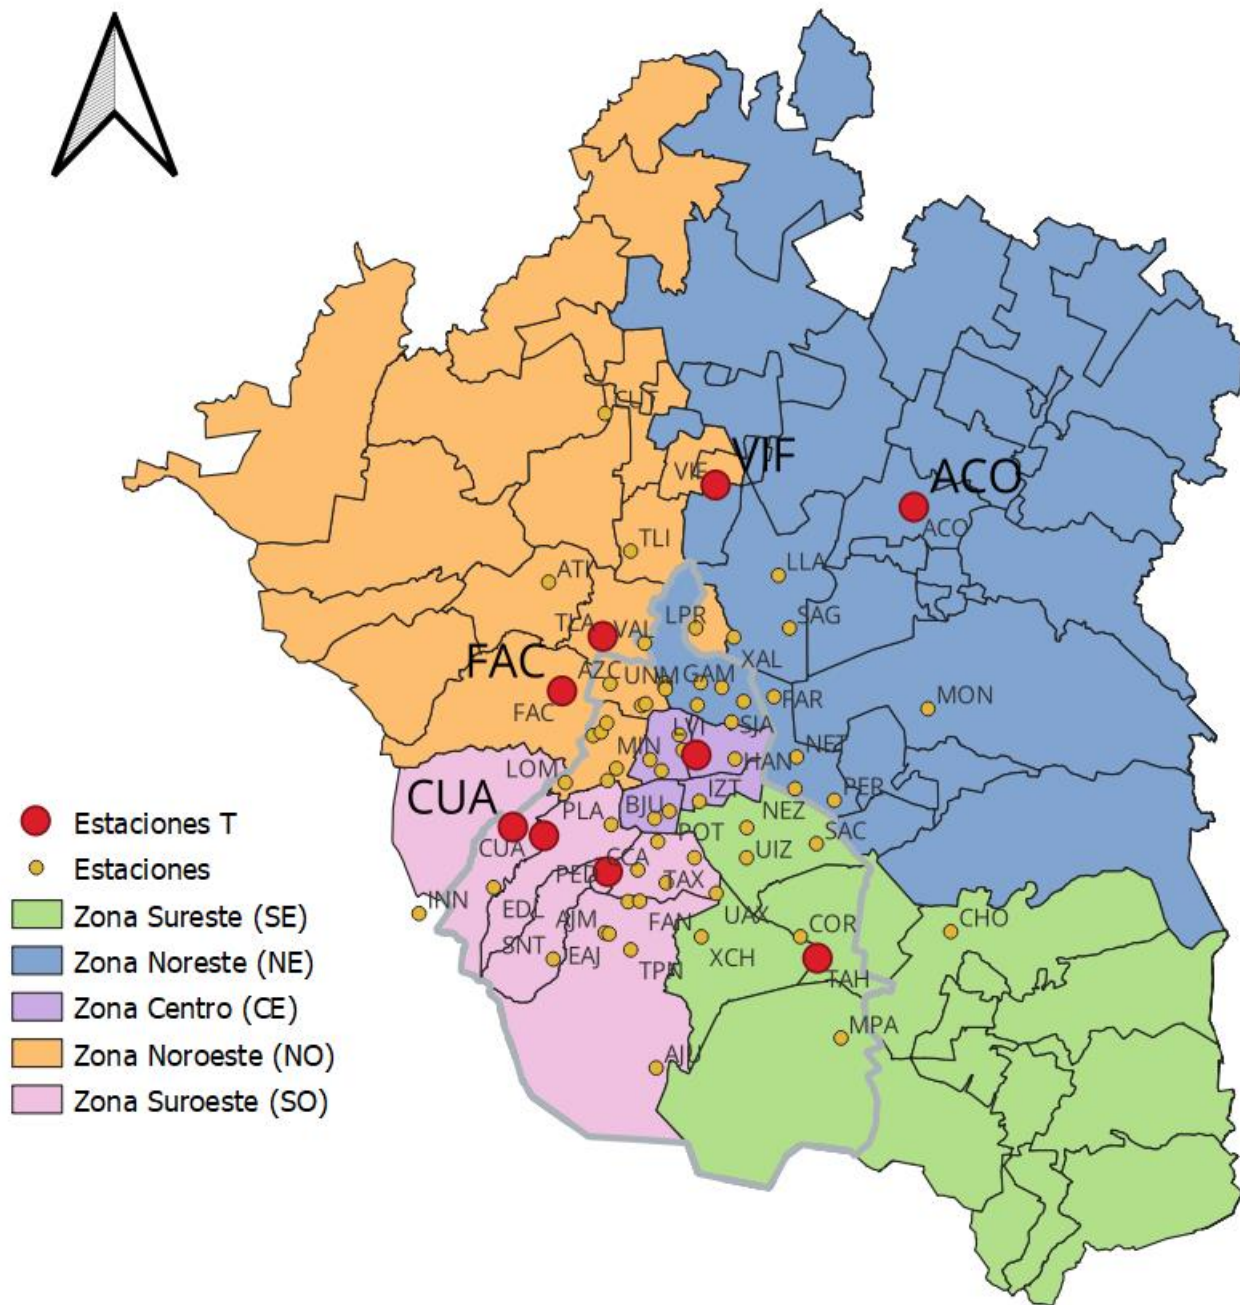 CUT
VIF
VIF
ACO
ACO
TLI
ATI
LLA
TLA
VAL
LPR
SAG
FAC
AZC
XAL
GAM
FAC
FAR
MON
LVI
SJA
MIN
HAN
NET
LOM
IZT
PER
CUA
PLA
BJU
NEZ
POT
SAC
CUA
CCA
UIZ
PED
TAX
INN
EDL
AJM
FAN
UAX
COR
CHO
SNT
EAJ
TPN
XCH
TAH
MPA
AJU
Estaciones T
Estaciones
Zona Sureste (SE)
Zona Noreste (NE)
Zona Centro (CE)
Zona Noroeste (NO)
Zona Suroeste (SO)